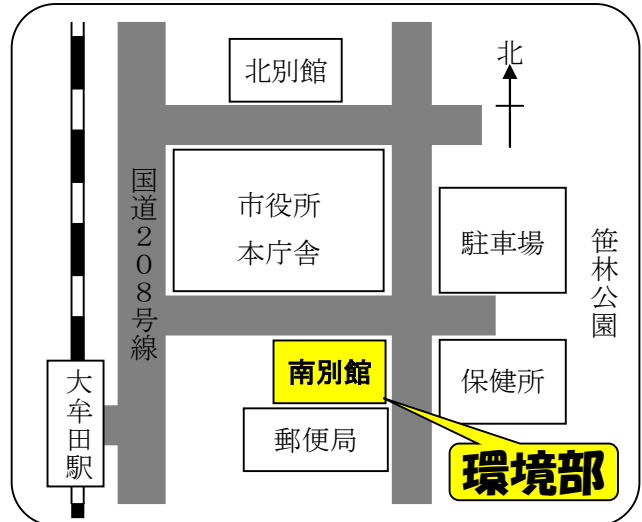 北別館
北
国道２０８号線
市役所
本庁舎
駐車場
笹林公園
大牟田駅
南別館
保健所
郵便局
環境部